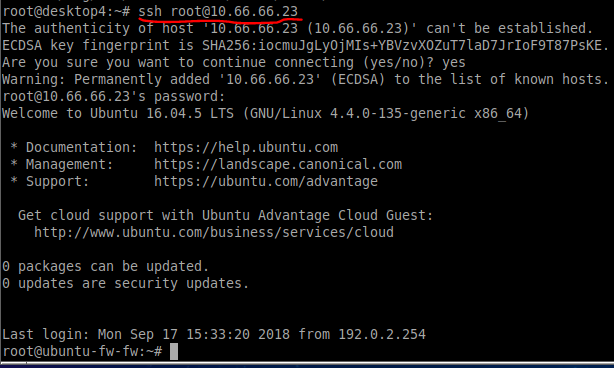 root@desktop4:~# ssh root@10.66.66.23
The authenticity of host '10.66.66.23 (10.66.66.23)' can't be established.
ECDSA key fingerprint is SHA256:iocmuJgLyOjMIs+YBVzvXOZuT7laD7JrIoF9T87PsKE.
Are you sure you want to continue connecting (yes/no)? yes
Warning: Permanently added '10.66.66.23' (ECDSA) to the list of known hosts.
root@10.66.66.23's password:
Welcome to Ubuntu 16.04.5 LTS (GNU/Linux 4.4.0-135-generic x86_64)
* Documentation:  https://help.ubuntu.com
* Management:     https://landscape.canonical.com
* Support:        https://ubuntu.com/advantage
Get cloud support with Ubuntu Advantage Cloud Guest:
http://www.ubuntu.com/business/services/cloud
0 packages can be updated.
0 updates are security updates.
Last login: Mon Sep 17 15:33:20 2018 from 192.0.2.254
root@ubuntu-fw-fw:~#